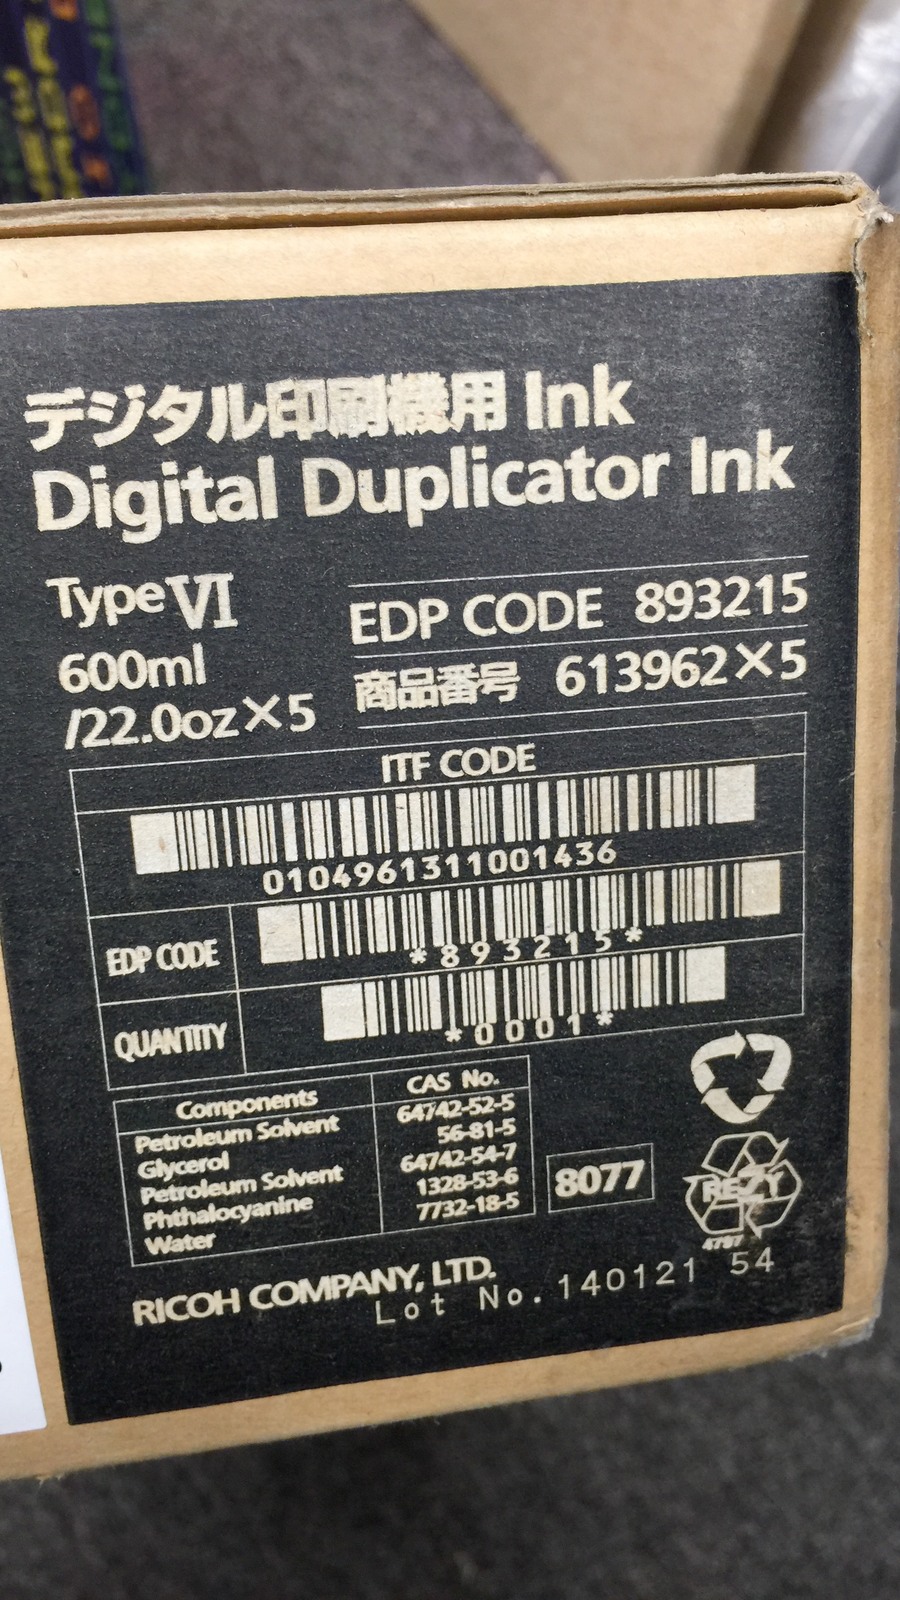 デジタル印刷機用 Ink
Digital Duplicator Ink
Type VI
600ml
/22.0oz×5
EDP CODE 893215
商品番号 613962×5
ITF CODE
0104961311001436
EDP CODE
*893215*
QUANTITY
*0001*
Components CAS No.
Petroleum Solvent 64742-52-5
Glycerol 56-81-5
Petroleum Solvent 64742-54-7
Phthalocyanine 1328-53-6
Water 7732-18-5
8077
REZY
4797
RICOH COMPANY, LTD.
Lot No.140121 54